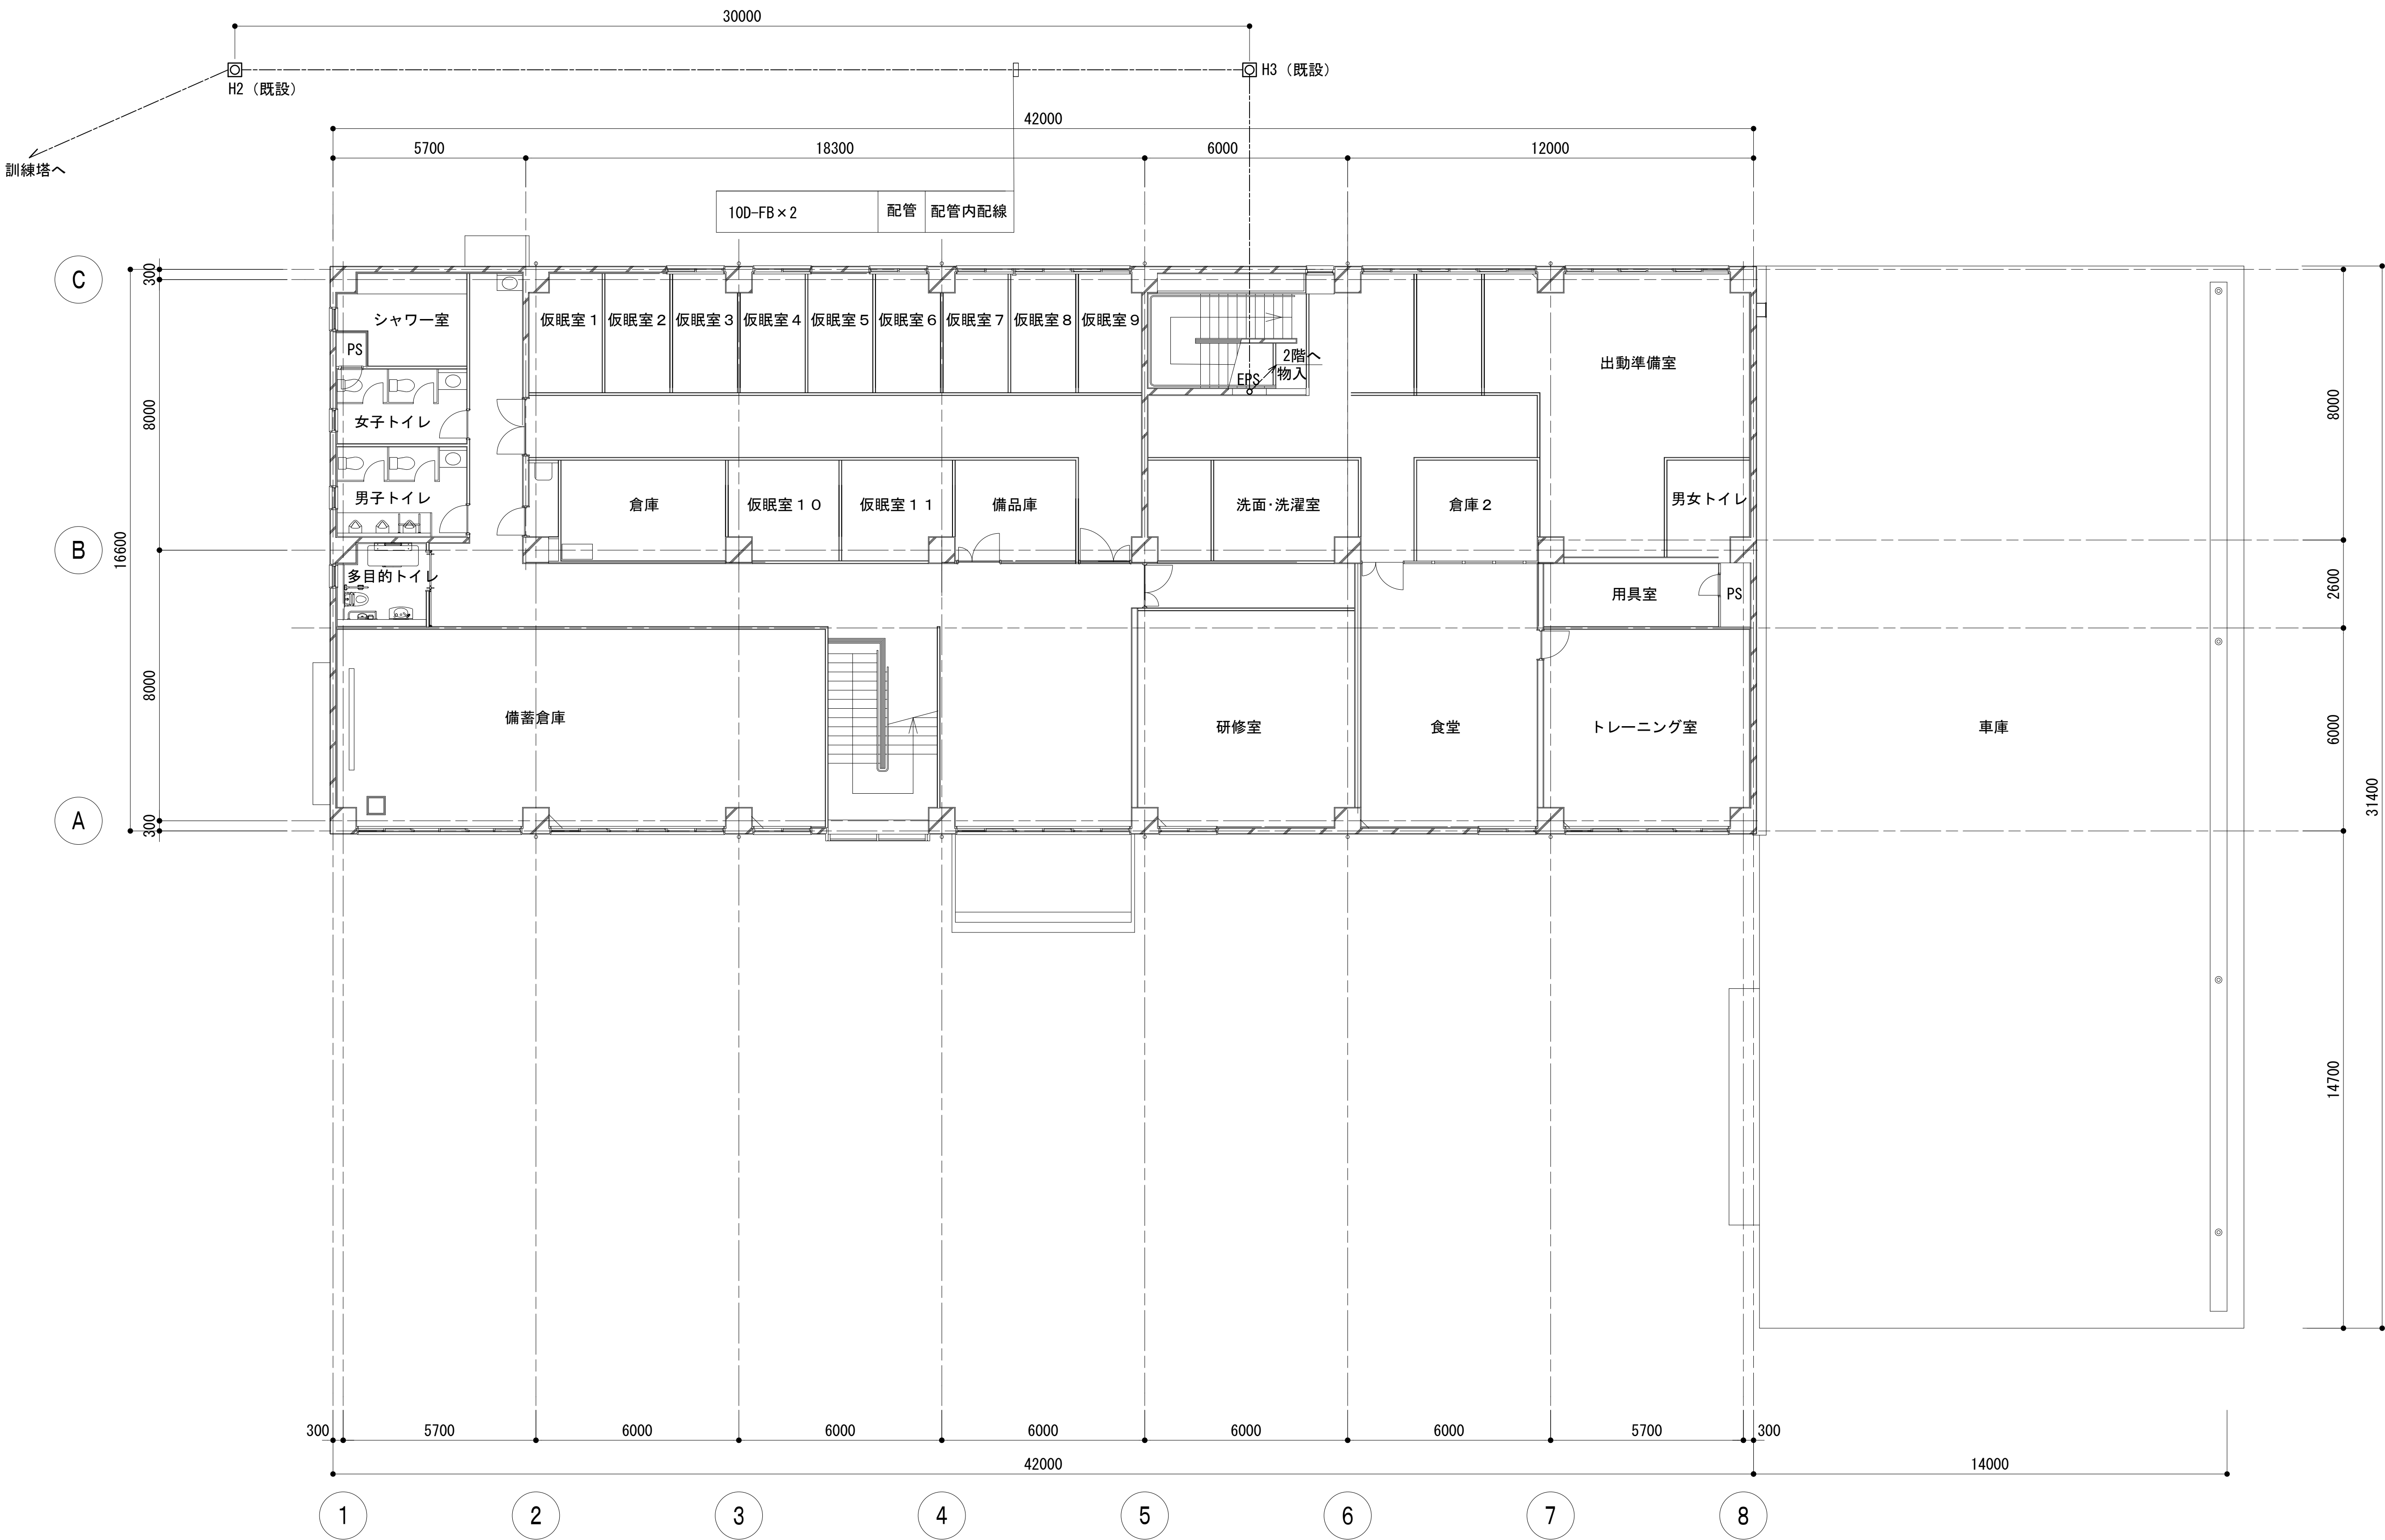 30000
H2（既設）
H3（既設）
訓練塔へ
42000
5700
18300
6000
12000
10D-FB×2
配管
配管内配線
C
B
A
300
8000
8000
300
16600
シャワー室
PS
女子トイレ
男子トイレ
多目的トイレ
仮眠室１
仮眠室２
仮眠室３
仮眠室４
仮眠室５
仮眠室６
仮眠室７
仮眠室８
仮眠室９
2階へ
物入
EPS
出動準備室
倉庫
仮眠室１０
仮眠室１１
備品庫
洗面・洗濯室
倉庫２
男女トイレ
用具室
PS
備蓄倉庫
研修室
食堂
トレーニング室
車庫
8000
2600
6000
14700
31400
300
5700
6000
6000
6000
6000
6000
5700
300
42000
14000
1
2
3
4
5
6
7
8